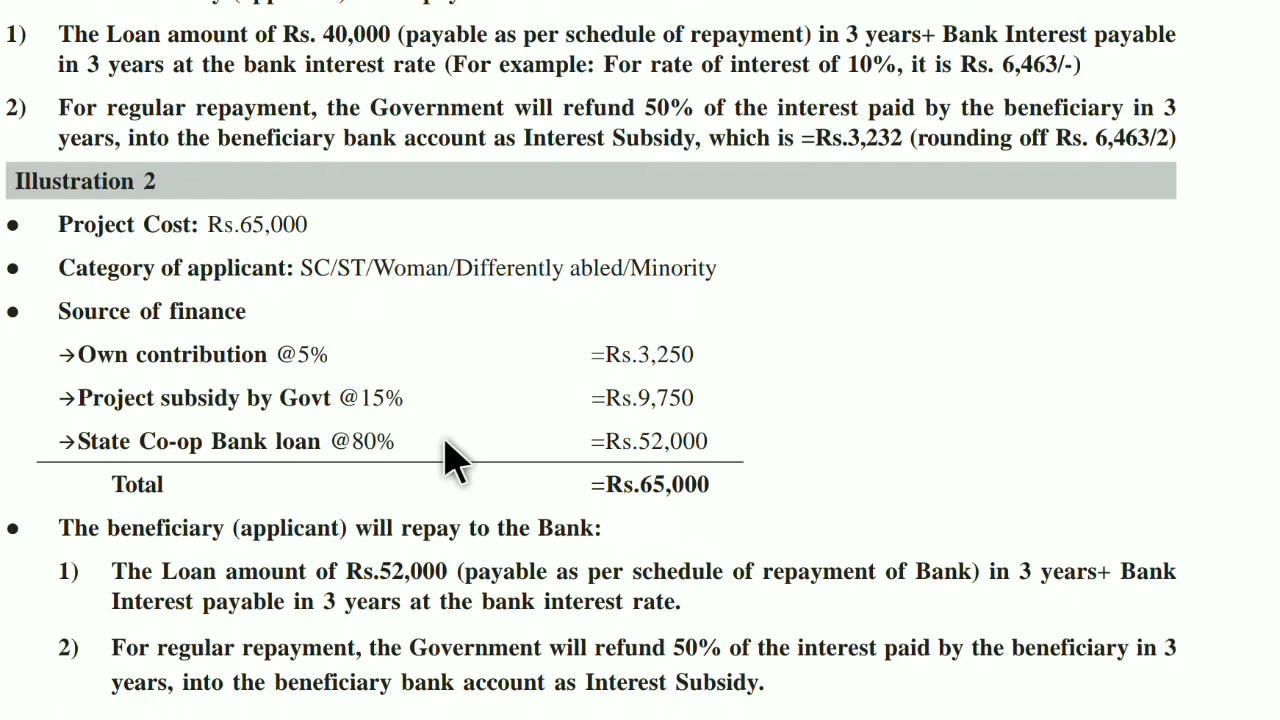 1) The Loan amount of Rs. 40,000 (payable as per schedule of repayment) in 3 years+ Bank Interest payable
in 3 years at the bank interest rate (For example: For rate of interest of 10%, it is Rs. 6,463/-)
2) For regular repayment, the Government will refund 50% of the interest paid by the beneficiary in 3
years, into the beneficiary bank account as Interest Subsidy, which is =Rs.3,232 (rounding off Rs. 6,463/2)
Illustration 2
● Project Cost: Rs.65,000
● Category of applicant: SC/ST/Woman/Differently abled/Minority
● Source of finance
→Own contribution @5% =Rs.3,250
→Project subsidy by Govt @15% =Rs.9,750
→State Co-op Bank loan @80% =Rs.52,000
Total =Rs.65,000
● The beneficiary (applicant) will repay to the Bank:
1) The Loan amount of Rs.52,000 (payable as per schedule of repayment of Bank) in 3 years+ Bank
Interest payable in 3 years at the bank interest rate.
2) For regular repayment, the Government will refund 50% of the interest paid by the beneficiary in 3
years, into the beneficiary bank account as Interest Subsidy.